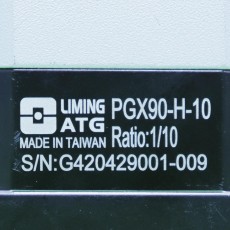 LIMING PGX90-H-10
ATG Ratio:1/10
MADE IN TAIWAN
S/N:G420429001-009